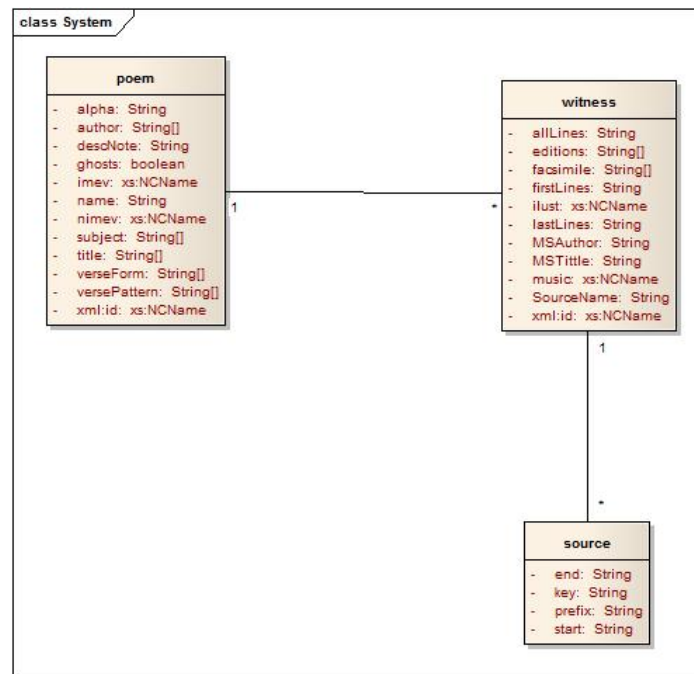 class System
poem
- alpha: String
- author: String[]
- descNote: String
- ghosts: boolean
- imev: xs:NCName
- name: String
- nimev: xs:NCName
- subject: String[]
- title: String[]
- verseForm: String[]
- versePattern: String[]
- xml:id: xs:NCName
1
*
witness
- allLines: String
- editions: String[]
- facsimile: String[]
- firstLines: String
- ilust: xs:NCName
- lastLines: String
- MSAuthor: String
- MSTittle: String
- music: xs:NCName
- SourceName: String
- xml:id: xs:NCName
1
*
source
- end: String
- key: String
- prefix: String
- start: String